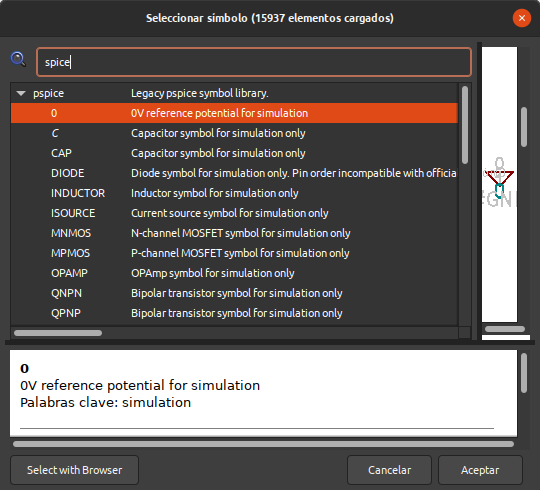 Seleccionar símbolo (15937 elementos cargados)
spice
pspice Legacy pspice symbol library.
0 0V reference potential for simulation
C Capacitor symbol for simulation only
CAP Capacitor symbol for simulation only
DIODE Diode symbol for simulation only. Pin order incompatible with officia
INDUCTOR Inductor symbol for simulation only
ISOURCE Current source symbol for simulation only
MNMOS N-channel MOSFET symbol for simulation only
MPMOS P-channel MOSFET symbol for simulation only
OPAMP OPAmp symbol for simulation only
QNPN Bipolar transistor symbol for simulation only
QPNP Bipolar transistor symbol for simulation only
0
#GN
0
0V reference potential for simulation
Palabras clave: simulation
Select with Browser
Cancelar
Aceptar